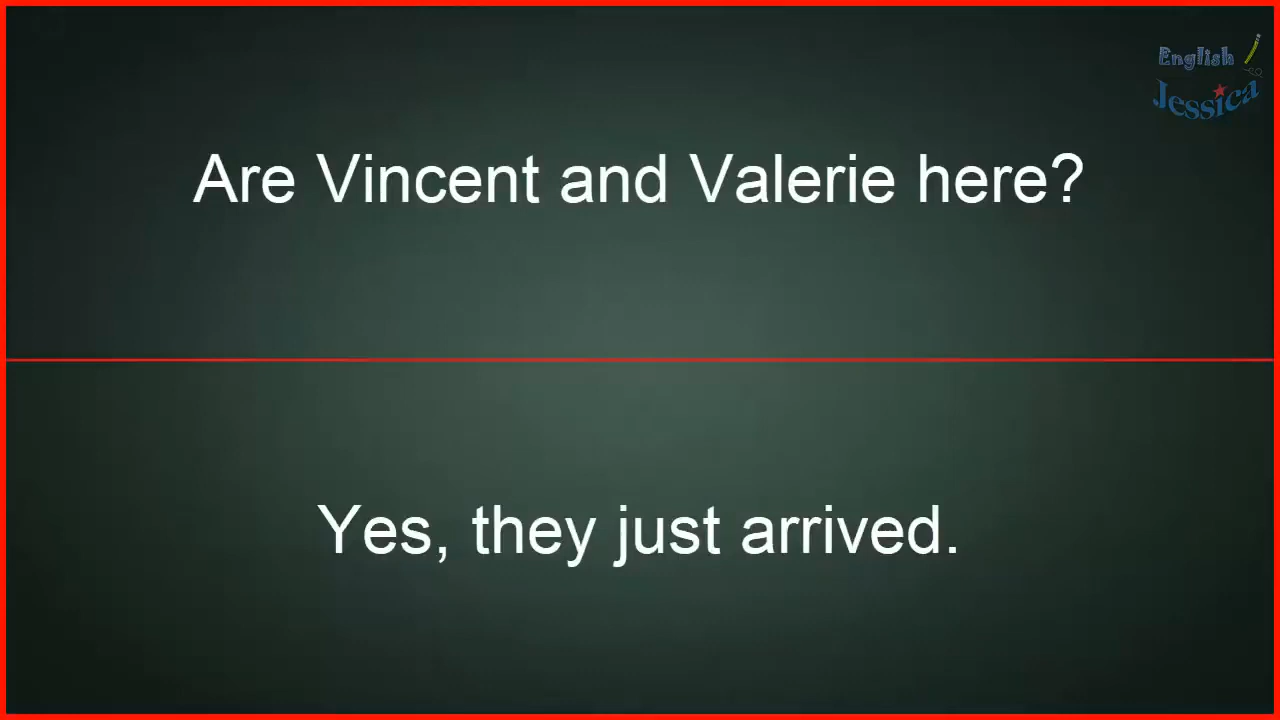 English
Jessica
Are Vincent and Valerie here?
Yes, they just arrived.